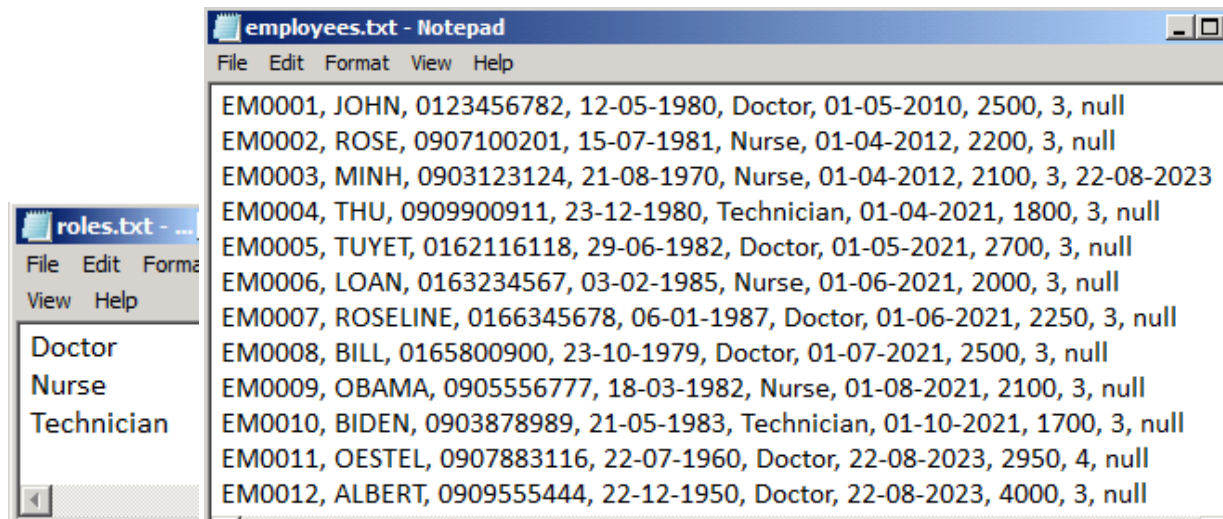 employees.txt - Notepad
File Edit Format View Help
EM0001, JOHN, 0123456782, 12-05-1980, Doctor, 01-05-2010, 2500, 3, null
EM0002, ROSE, 0907100201, 15-07-1981, Nurse, 01-04-2012, 2200, 3, null
EM0003, MINH, 0903123124, 21-08-1970, Nurse, 01-04-2012, 2100, 3, 22-08-2023
EM0004, THU, 0909900911, 23-12-1980, Technician, 01-04-2021, 1800, 3, null
EM0005, TUYET, 0162116118, 29-06-1982, Doctor, 01-05-2021, 2700, 3, null
EM0006, LOAN, 0163234567, 03-02-1985, Nurse, 01-06-2021, 2000, 3, null
EM0007, ROSELINE, 0166345678, 06-01-1987, Doctor, 01-06-2021, 2250, 3, null
EM0008, BILL, 0165800900, 23-10-1979, Doctor, 01-07-2021, 2500, 3, null
EM0009, OBAMA, 0905556777, 18-03-1982, Nurse, 01-08-2021, 2100, 3, null
EM0010, BIDEN, 0903878989, 21-05-1983, Technician, 01-10-2021, 1700, 3, null
EM0011, OESTEL, 0907883116, 22-07-1960, Doctor, 22-08-2023, 2950, 4, null
EM0012, ALBERT, 0909555444, 22-12-1950, Doctor, 22-08-2023, 4000, 3, null
roles.txt - ...
File Edit Forma
View Help
Doctor
Nurse
Technician